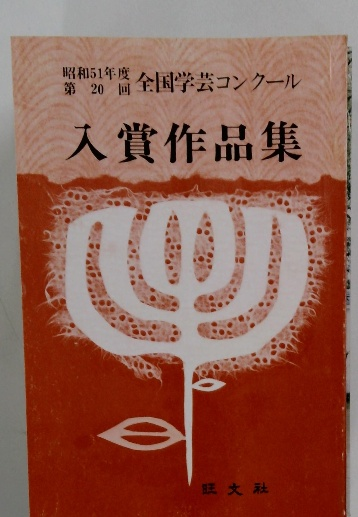 昭和51年度
第20回
全国学芸コンクール
入賞作品集
旺文社